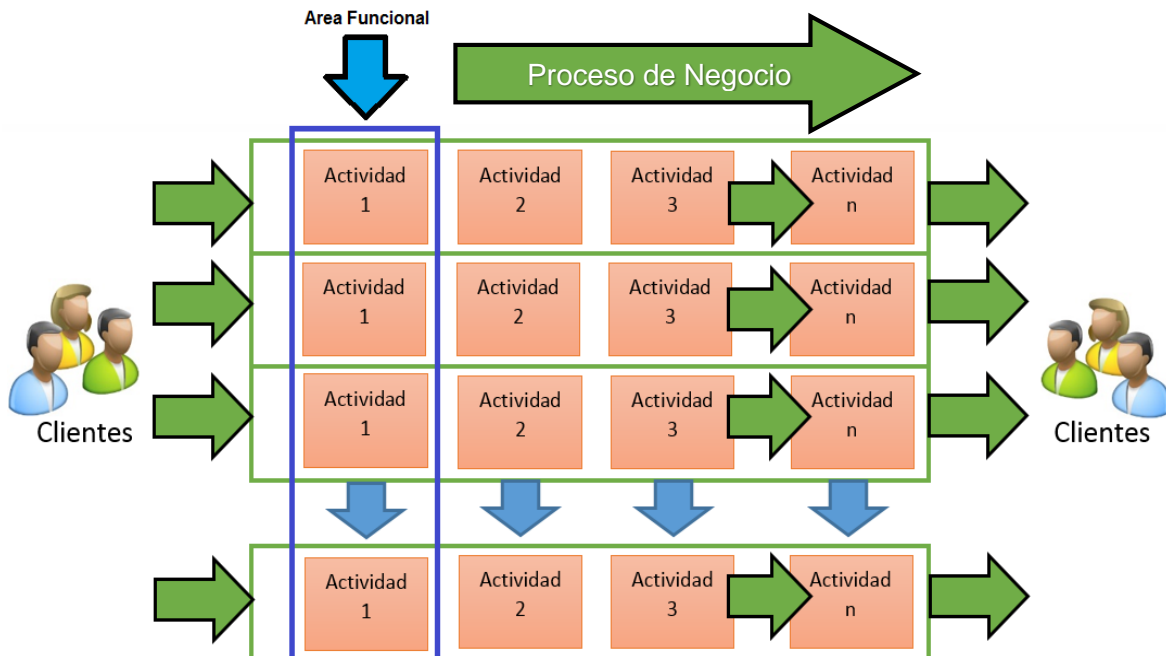 Area Funcional
Proceso de Negocio
Actividad
1
Actividad
2
Actividad
3
Actividad
n
Actividad
1
Actividad
2
Actividad
3
Actividad
n
Actividad
1
Actividad
2
Actividad
3
Actividad
n
Clientes
Clientes
Actividad
1
Actividad
2
Actividad
3
Actividad
n